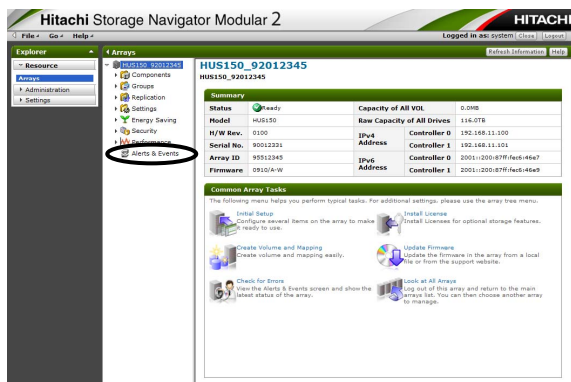 Hitachi Storage Navigator Modular 2
HITACHI
File Go Help
Logged in as: system Close Logout
Explorer
Arrays
Refresh Information Help
Resource
Arrays
Administration
Settings
HUS150_92012345
Components
Groups
Replication
Settings
Energy Saving
Security
Performance
Alerts & Events
HUS150_92012345
HUS150_92012345
Summary
Status Ready Capacity of All VOL 0.0MB
Model HUS150 Raw Capacity of All Drives 116.0TB
H/W Rev. 0100 IPv4 Address Controller 0 192.168.11.100
Serial No. 90012331 Controller 1 192.168.11.101
Array ID 95512345 IPv6 Address Controller 0 2001::200:87ff:fec6:46e7
Firmware 0910/A-W Controller 1 2001::200:87ff:fec6:46e9
Common Array Tasks
The following menu helps you perform typical tasks. For additional settings, please use the array tree menu.
Initial Setup
Configure several items on the array to make it ready to use.
Install License
Install Licenses for optional storage features.
Create Volume and Mapping
Create volume and mapping easily.
Update Firmware
Update the firmware in the array from a local file or from the support website.
Check for Errors
View the Alerts & Events screen and show the latest status of the array.
Look at All Arrays
Log out of this array and return to the main arrays list. You can then choose another array to manage.